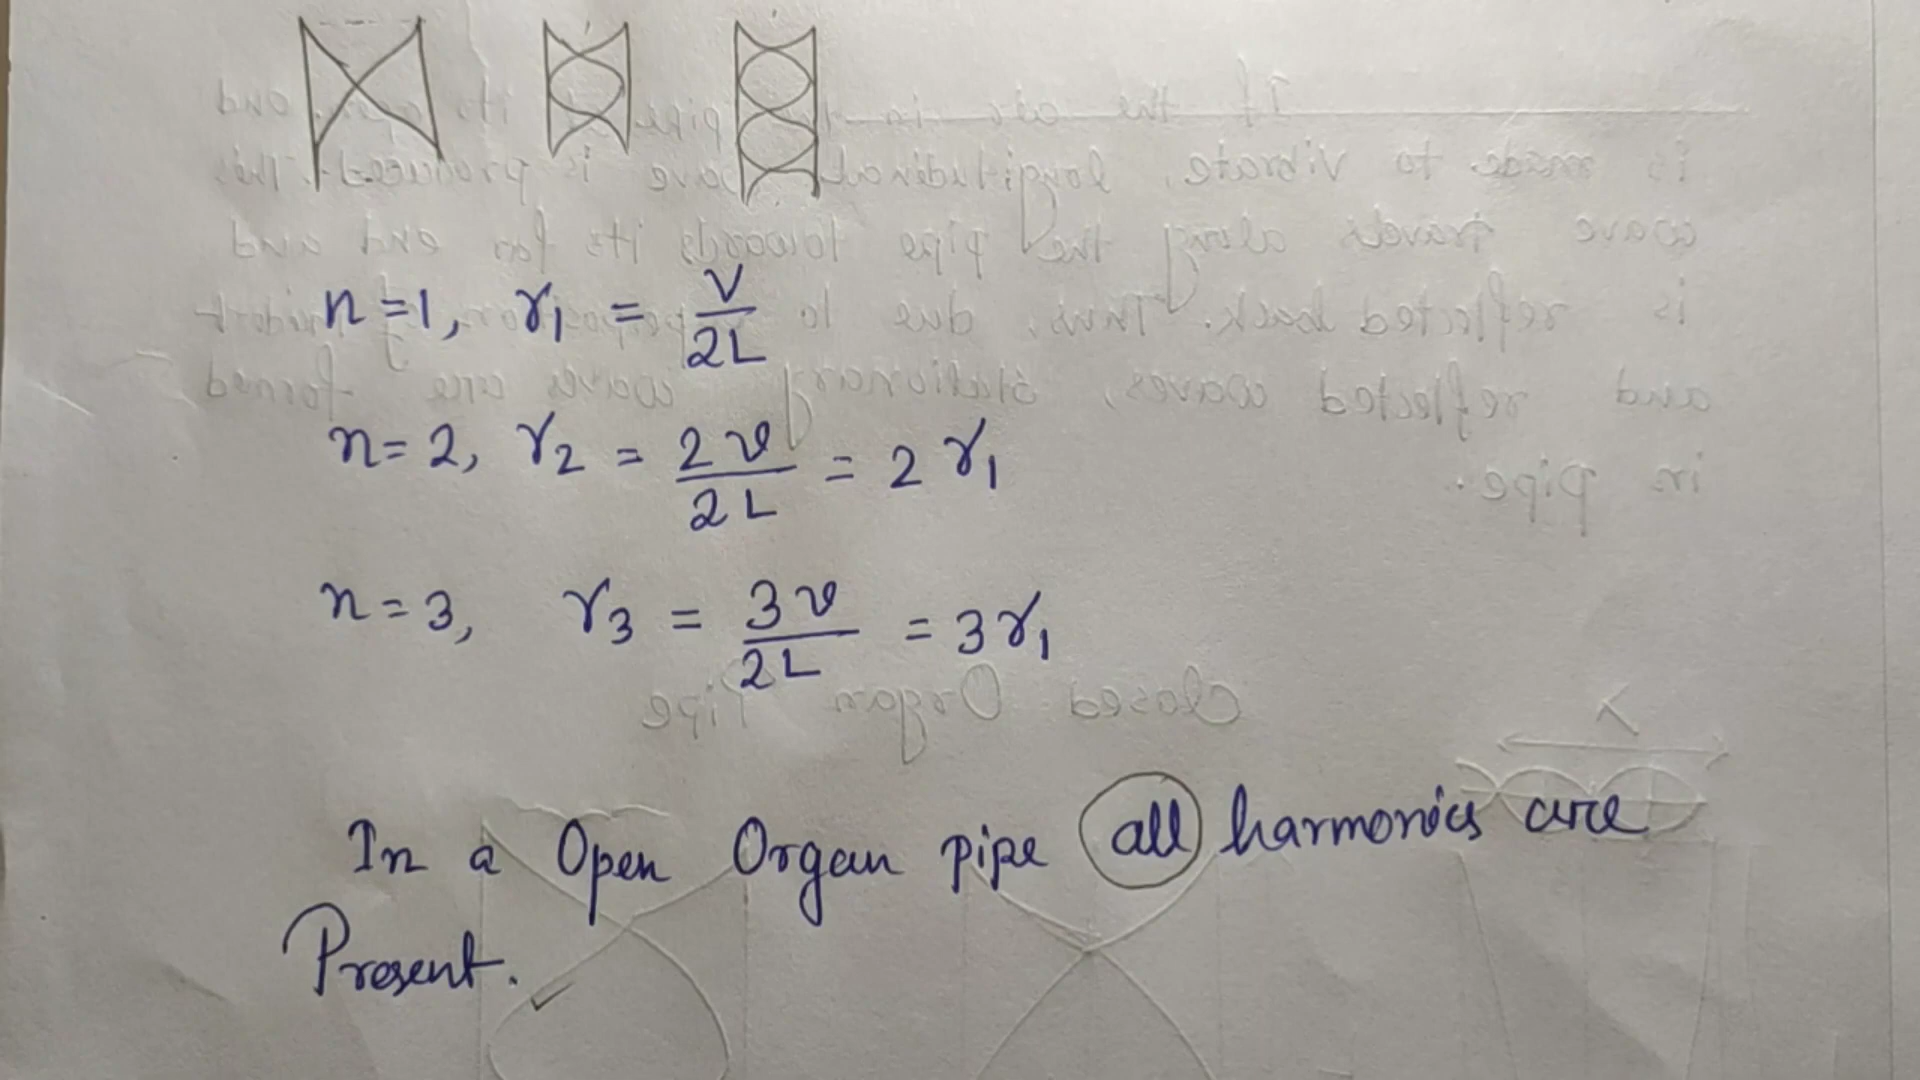 n=1, γ₁ = V/2L
n=2, γ₂ = 2v/2L = 2γ₁
n=3, γ₃ = 3v/2L = 3γ₁
In a Open Organ pipe all harmonics are
Present.